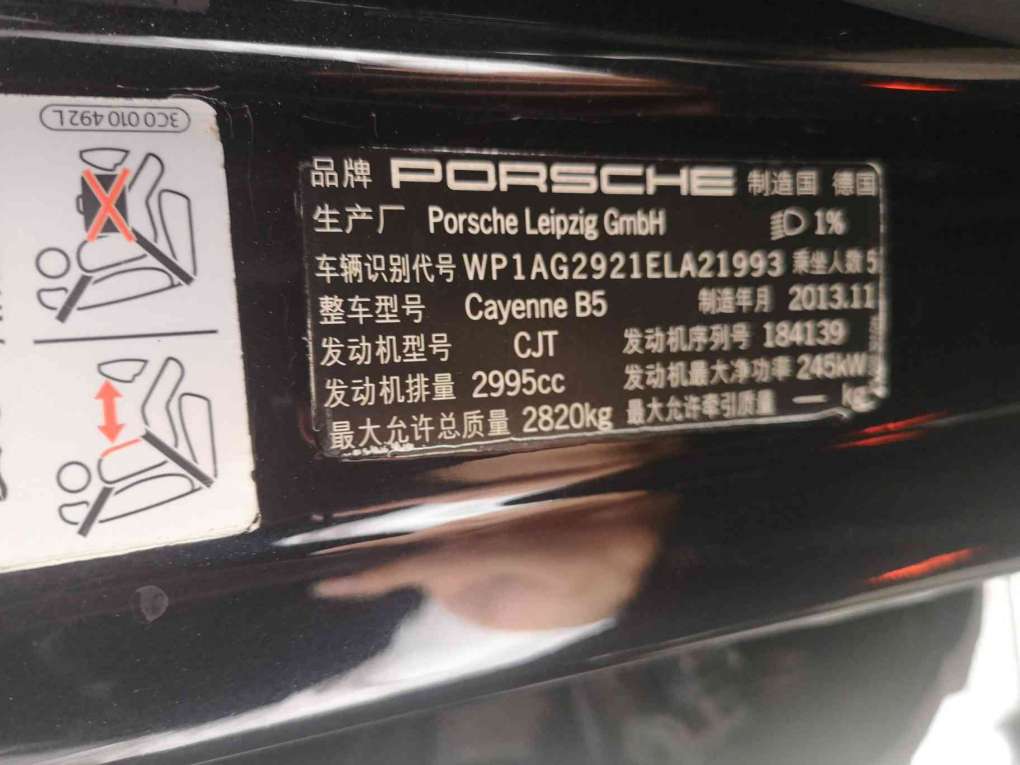 3C0 010 492 L
品牌 PORSCHE 制造国 德国
生产厂 Porsche Leipzig GmbH 1%
车辆识别代号 WP1AG2921ELA21993 乘坐人数 5
整车型号 Cayenne B5 制造年月 2013.11
发动机型号 CJT 发动机序列号 184139
发动机排量 2995cc 发动机最大净功率 245kW
最大允许总质量 2820kg 最大允许牵引质量 — kg